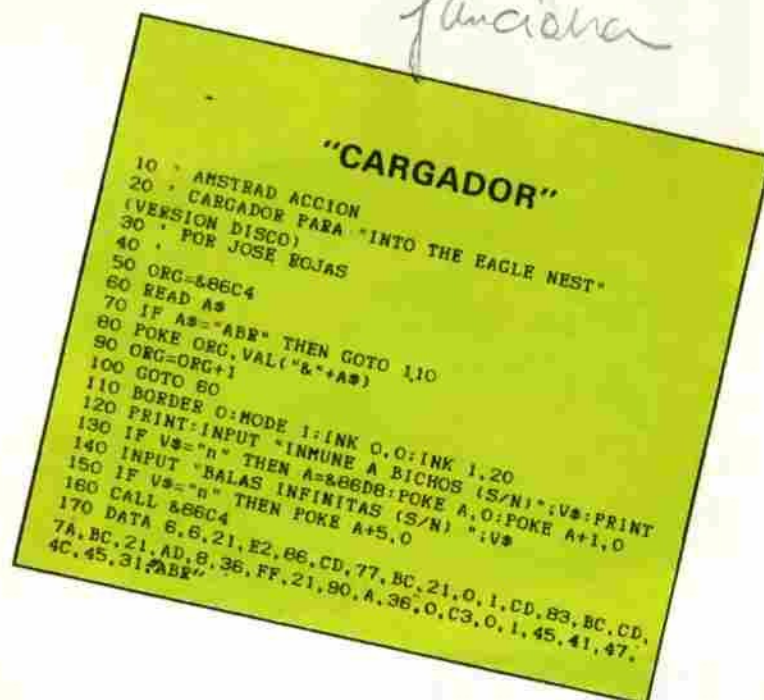 funciona
"CARGADOR"
10 ' AMSTRAD ACCION
20 ' CARGADOR PARA "INTO THE EAGLE NEST"
(VERSION DISCO)
30 ' POR JOSE ROJAS
40 '
50 ORG=&86C4
60 READ A$
70 IF A$="ABR" THEN GOTO 110
80 POKE ORG,VAL("&"+A$)
90 ORG=ORG+1
100 GOTO 60
110 BORDER 0:MODE 1:INK 0,0:INK 1,20
120 PRINT:INPUT "INMUNE A BICHOS (S/N)";V$:PRINT
130 IF V$="n" THEN A=&86D8:POKE A,0:POKE A+1,0
140 INPUT "BALAS INFINITAS (S/N) ";V$
150 IF V$="n" THEN POKE A+5,0
160 CALL &86C4
170 DATA 6,6,21,E2,86,CD,77,BC,21,0,1,CD,83,BC,CD,
7A,BC,21,AD,8,36,FF,21,90,A,36,0,C3,0,1,45,41,47,
4C,45,31,ABR"